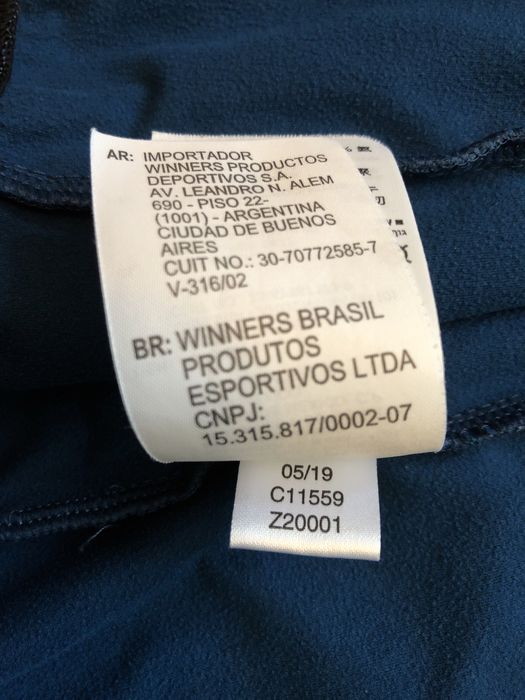 AR: IMPORTADOR
WINNERS PRODUCTOS
DEPORTIVOS S.A.
AV. LEANDRO N. ALEM
690 - PISO 22-
(1001) - ARGENTINA
CIUDAD DE BUENOS
AIRES
CUIT NO.: 30-70772585-7
V-316/02
BR: WINNERS BRASIL
PRODUTOS
ESPORTIVOS LTDA
CNPJ:
15.315.817/0002-07
05/19
C11559
Z20001